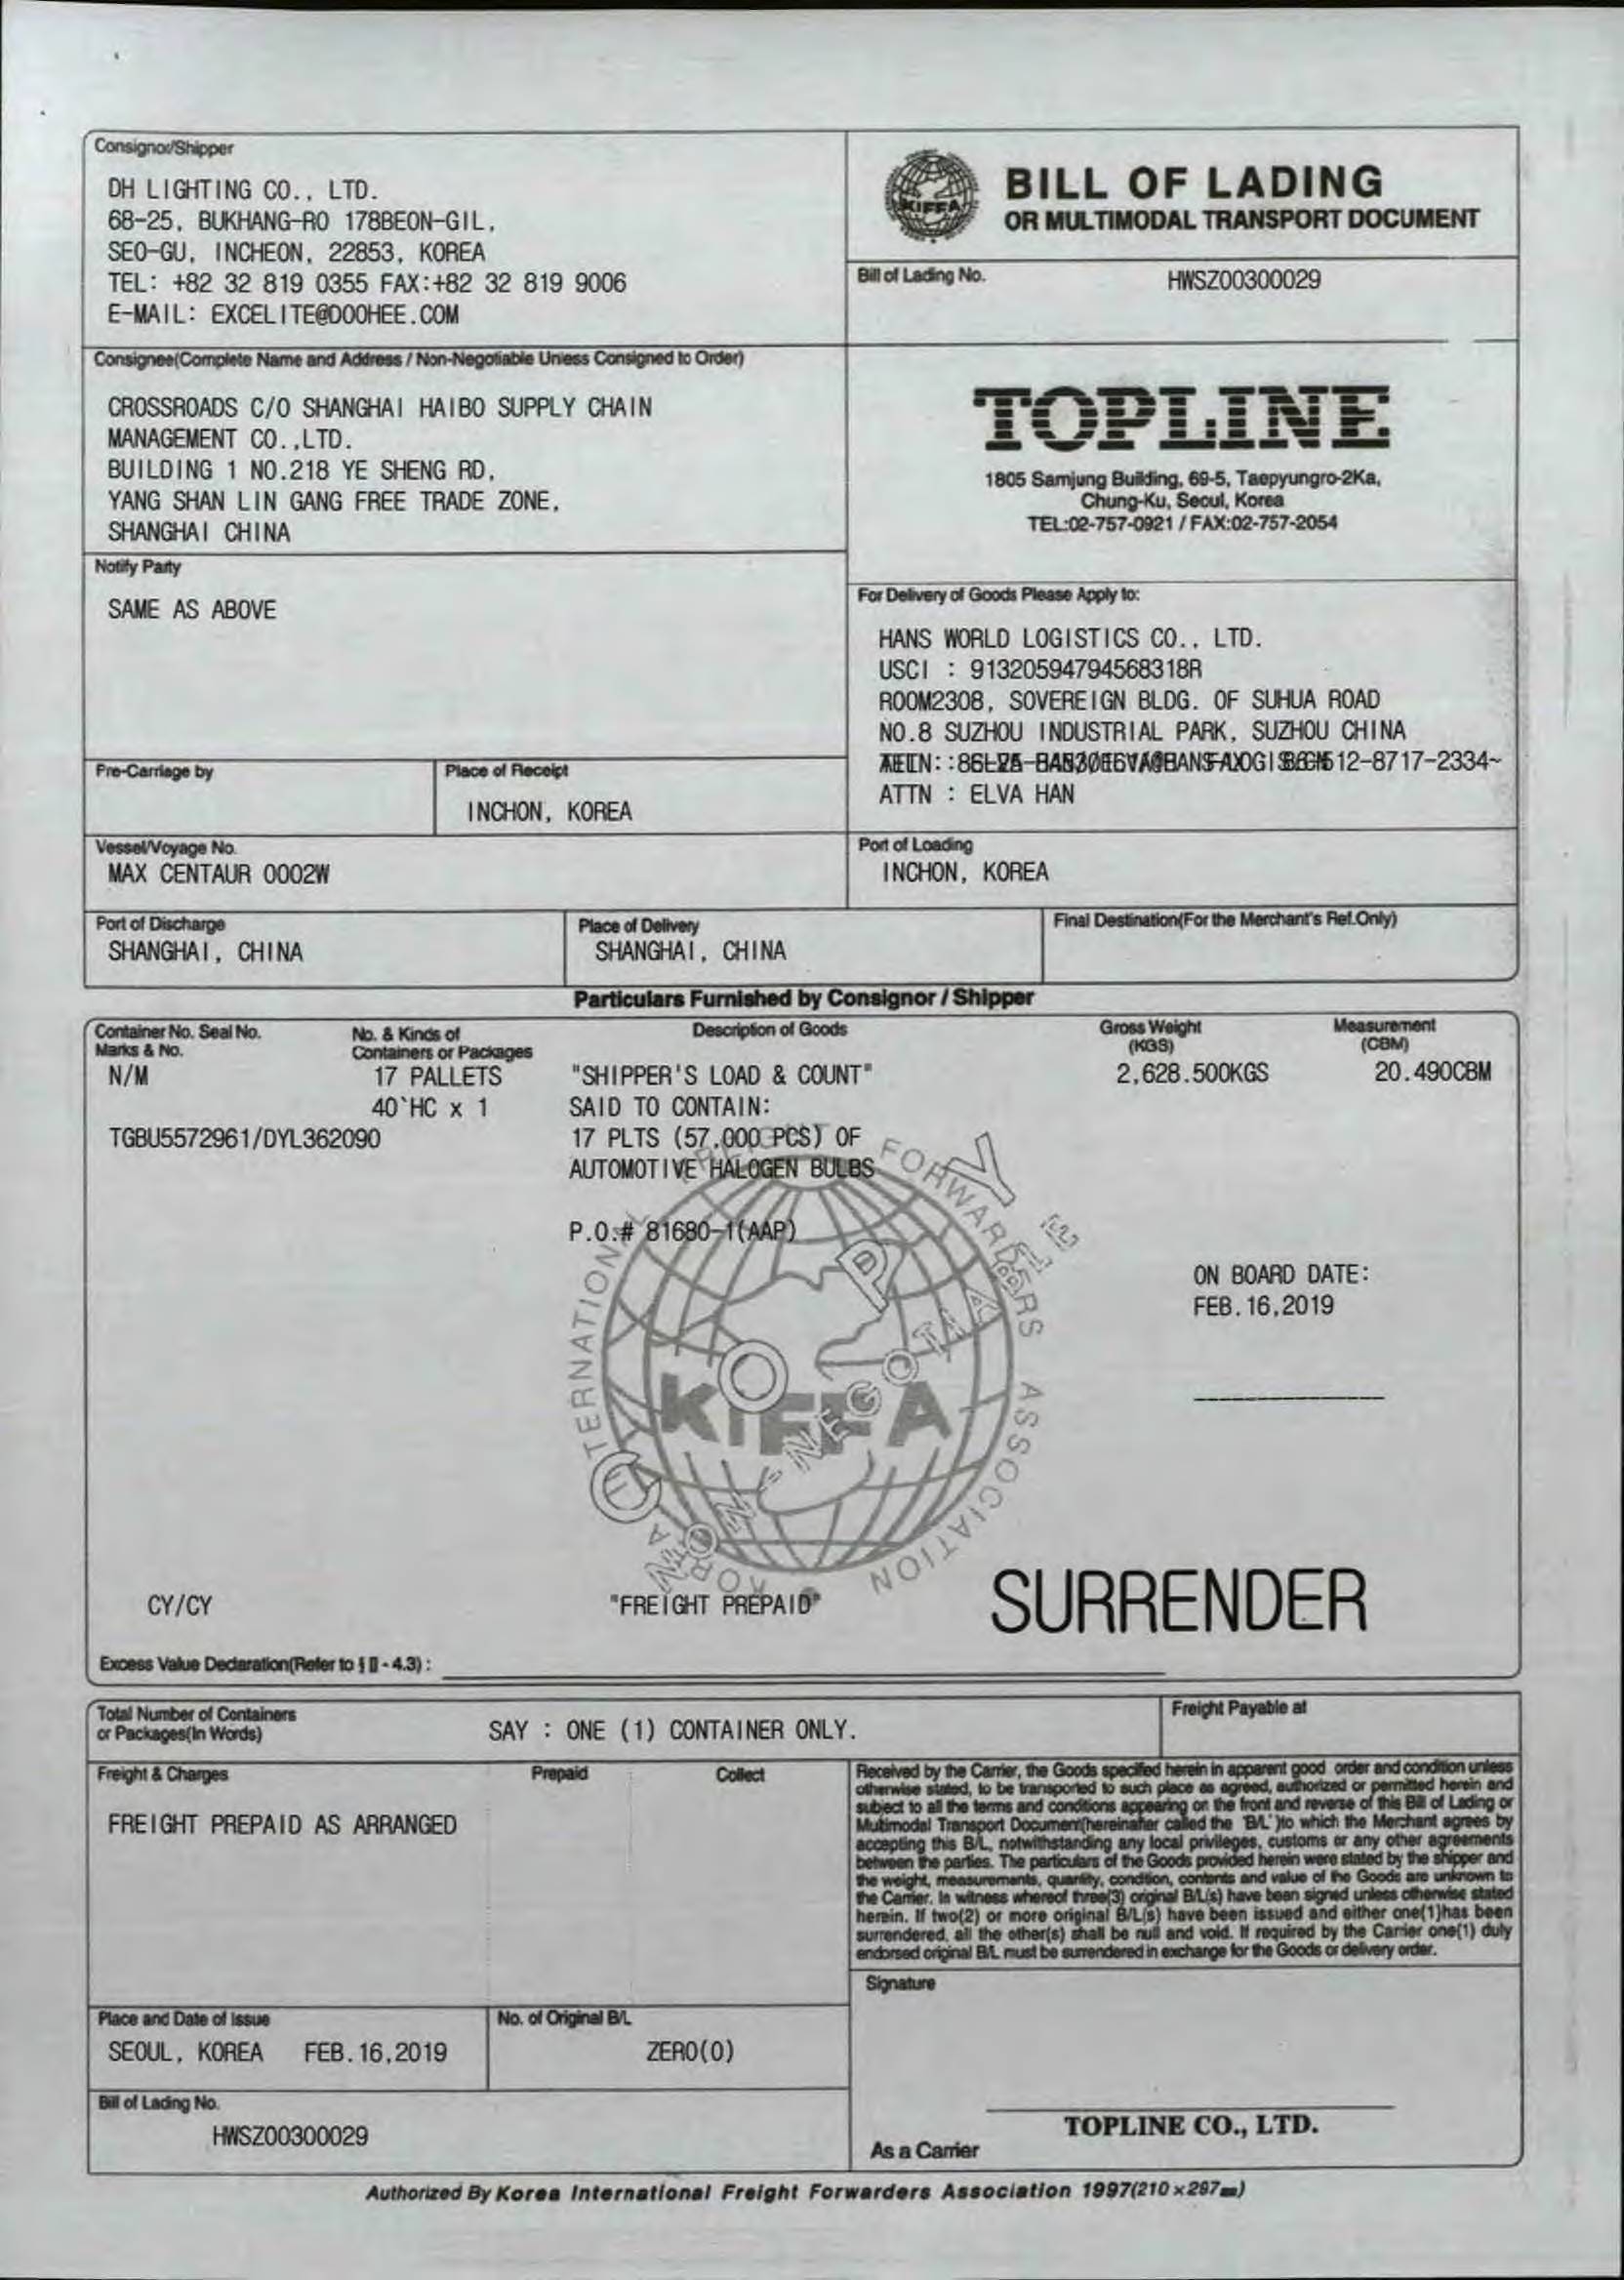 Consignor/Shipper
DH LIGHTING CO., LTD.
68-25, BUKHANG-RO 178BEON-GIL,
SEO-GU, INCHEON, 22853, KOREA
TEL: +82 32 819 0355 FAX:+82 32 819 9006
E-MAIL: EXCELITE@DOOHEE.COM
KIFFA
BILL OF LADING
OR MULTIMODAL TRANSPORT DOCUMENT
Bill of Lading No.
HWSZ00300029
Consignee(Complete Name and Address / Non-Negotiable Unless Consigned to Order)
CROSSROADS C/O SHANGHAI HAIBO SUPPLY CHAIN
MANAGEMENT CO.,LTD.
BUILDING 1 NO.218 YE SHENG RD,
YANG SHAN LIN GANG FREE TRADE ZONE,
SHANGHAI CHINA
TOPLINE
1805 Samjung Building, 69-5, Taepyungro-2Ka,
Chung-Ku, Seoul, Korea
TEL:02-757-0921 / FAX:02-757-2054
Notify Party
SAME AS ABOVE
For Delivery of Goods Please Apply to:
HANS WORLD LOGISTICS CO., LTD.
USCI : 91320594794568318R
ROOM2308, SOVEREIGN BLDG. OF SUHUA ROAD
NO.8 SUZHOU INDUSTRIAL PARK, SUZHOU CHINA
12-8717-2334~
ATTN : ELVA HAN
Pre-Carriage by
Place of Receipt
INCHON, KOREA
Vessel/Voyage No.
MAX CENTAUR 0002W
Port of Loading
INCHON, KOREA
Port of Discharge
SHANGHAI, CHINA
Place of Delivery
SHANGHAI, CHINA
Final Destination(For the Merchant's Ref.Only)
Particulars Furnished by Consignor / Shipper
Container No. Seal No.
Marks & No.
No. & Kinds of
Containers or Packages
Description of Goods
Gross Weight
(KGS)
Measurement
(CBM)
N/M
17 PALLETS
"SHIPPER'S LOAD & COUNT"
2,628.500KGS
20.490CBM
40`HC x 1
SAID TO CONTAIN:
TGBU5572961/DYL362090
17 PLTS (57,000 PCS) OF
AUTOMOTIVE HALOGEN BULBS
P.O.# 81680-1(AAP)
ON BOARD DATE:
FEB.16,2019
KOREA INTERNATIONAL FREIGHT FORWARDERS ASSOCIATION
KIFFA
COPY
NON-NEGOTIABLE
CY/CY
"FREIGHT PREPAID"
SURRENDER
Excess Value Declaration(Refer to § II - 4.3) :
Total Number of Containers
or Packages(In Words)
SAY : ONE (1) CONTAINER ONLY.
Freight Payable at
Freight & Charges
Prepaid
Collect
FREIGHT PREPAID AS ARRANGED
Received by the Carrier, the Goods specified herein in apparent good order and condition unless
otherwise stated, to be transported to such place as agreed, authorized or permitted herein and
subject to all the terms and conditions appearing on the front and reverse of this Bill of Lading or
Multimodal Transport Document(hereinafter called the 'B/L')to which the Merchant agrees by
accepting this B/L, notwithstanding any local privileges, customs or any other agreements
between the parties. The particulars of the Goods provided herein were stated by the shipper and
the weight, measurements, quantity, condition, contents and value of the Goods are unknown to
the Carrier. In witness whereof three(3) original B/L(s) have been signed unless otherwise stated
herein. If two(2) or more original B/L(s) have been issued and either one(1)has been
surrendered, all the other(s) shall be null and void. If required by the Carrier one(1) duly
endorsed original B/L must be surrendered in exchange for the Goods or delivery order.
Signature
Place and Date of Issue
SEOUL, KOREA FEB.16,2019
No. of Original B/L
ZERO(0)
Bill of Lading No.
HWSZ00300029
TOPLINE CO., LTD.
As a Carrier
Authorized By Korea International Freight Forwarders Association 1997(210×297㎜)